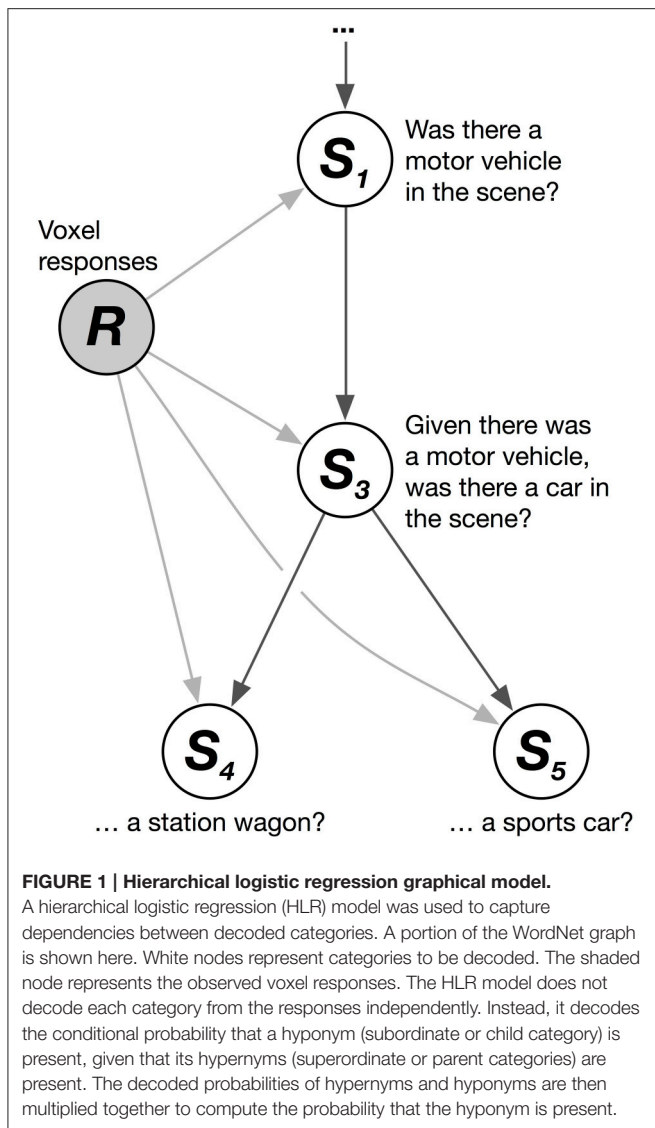 ...
S1
Was there a
motor vehicle
in the scene?
Voxel
responses
R
S3
Given there was
a motor vehicle,
was there a car in
the scene?
S4
S5
... a station wagon?
... a sports car?
FIGURE 1 | Hierarchical logistic regression graphical model.
A hierarchical logistic regression (HLR) model was used to capture
dependencies between decoded categories. A portion of the WordNet graph
is shown here. White nodes represent categories to be decoded. The shaded
node represents the observed voxel responses. The HLR model does not
decode each category from the responses independently. Instead, it decodes
the conditional probability that a hyponym (subordinate or child category) is
present, given that its hypernyms (superordinate or parent categories) are
present. The decoded probabilities of hypernyms and hyponyms are then
multiplied together to compute the probability that the hyponym is present.